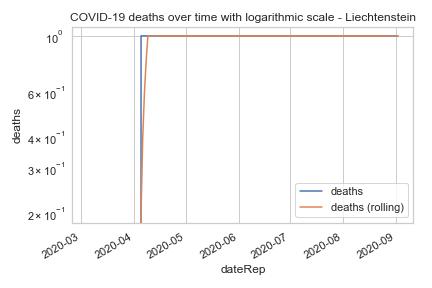 COVID-19 deaths over time with logarithmic scale - Liechtenstein
10⁰
6 × 10⁻¹
4 × 10⁻¹
3 × 10⁻¹
2 × 10⁻¹
deaths
deaths
deaths (rolling)
2020-03
2020-04
2020-05
2020-06
2020-07
2020-08
2020-09
dateRep